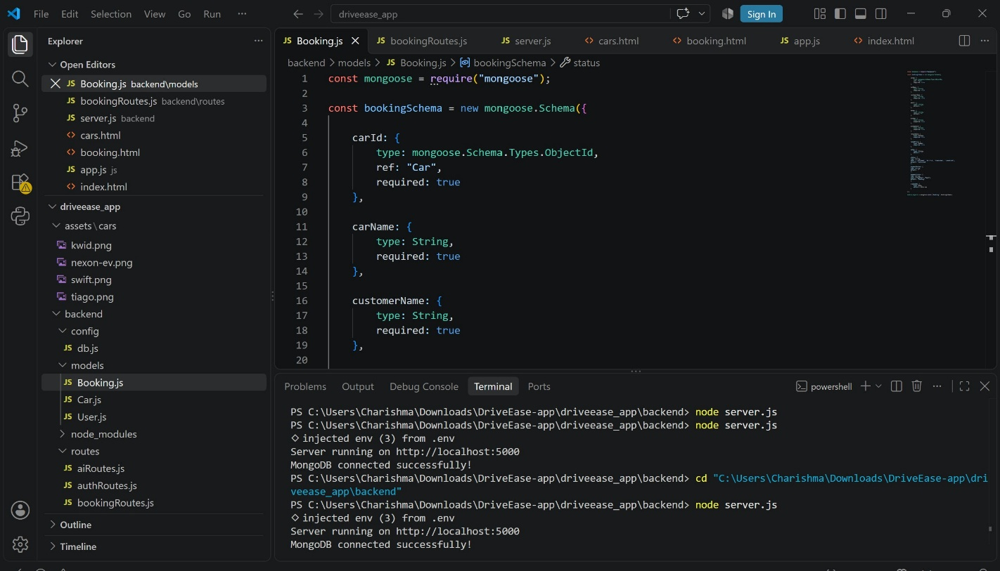 File Edit Selection View Go Run ···
driveease_app
Sign In
Explorer
Open Editors
JS Booking.js backend\models
JS bookingRoutes.js backend\routes
JS server.js backend
<> cars.html
<> booking.html
JS app.js js
<> index.html
driveease_app
assets\cars
kwid.png
nexon-ev.png
swift.png
tiago.png
backend
config
JS db.js
models
JS Booking.js
JS Car.js
JS User.js
node_modules
routes
JS aiRoutes.js
JS authRoutes.js
JS bookingRoutes.js
Outline
Timeline
JS Booking.js JS bookingRoutes.js JS server.js <> cars.html <> booking.html JS app.js <> index.html
backend > models > JS Booking.js > bookingSchema > status
1 const mongoose = require("mongoose");
2
3 const bookingSchema = new mongoose.Schema({
4
5 carId: {
6 type: mongoose.Schema.Types.ObjectId,
7 ref: "Car",
8 required: true
9 },
10
11 carName: {
12 type: String,
13 required: true
14 },
15
16 customerName: {
17 type: String,
18 required: true
19 },
20
Problems Output Debug Console Terminal Ports
powershell
PS C:\Users\Charishma\Downloads\DriveEase-app\driveease_app\backend> node server.js
PS C:\Users\Charishma\Downloads\DriveEase-app\driveease_app\backend> node server.js
◇ injected env (3) from .env
Server running on http://localhost:5000
MongoDB connected successfully!
PS C:\Users\Charishma\Downloads\DriveEase-app\driveease_app\backend> cd "C:\Users\Charishma\Downloads\DriveEase-app\dri
veease_app\backend"
PS C:\Users\Charishma\Downloads\DriveEase-app\driveease_app\backend> node server.js
◇ injected env (3) from .env
Server running on http://localhost:5000
MongoDB connected successfully!